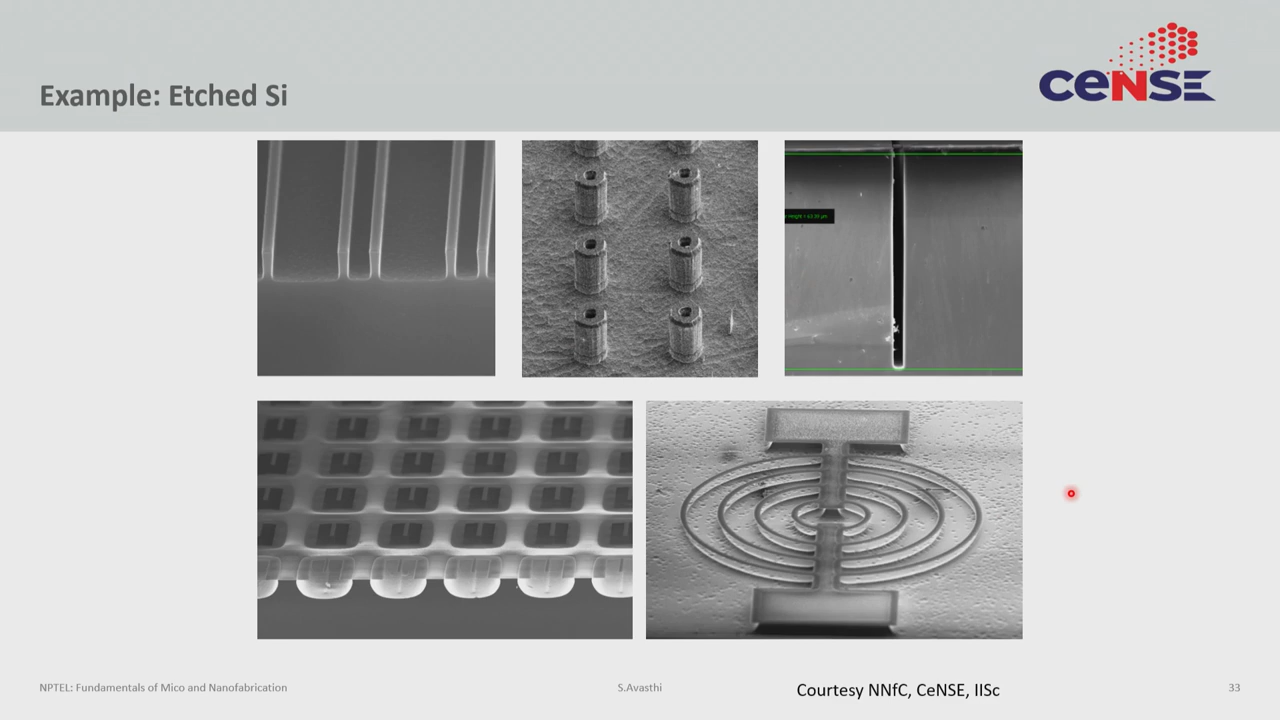 Example: Etched Si
CeNSE
NPTEL: Fundamentals of Mico and Nanofabrication
S.Avasthi
Courtesy NNfC, CeNSE, IISc
33